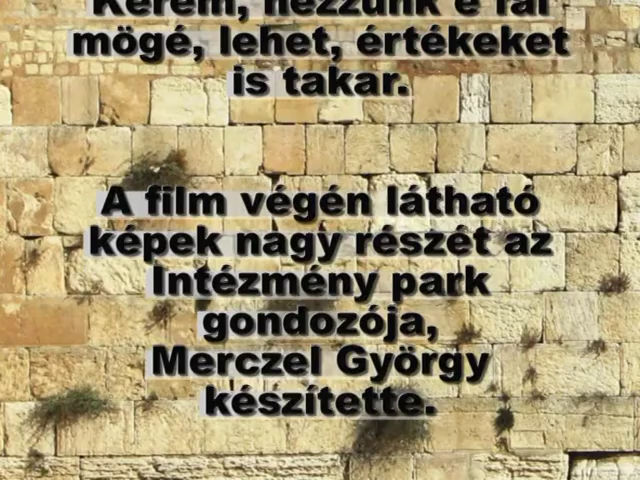 Kérem, nézzünk e fal
mögé, lehet, értékeket
is takar.
A film végén látható
képek nagy részét az
Intézmény park
gondozója,
Merczel György
készítette.